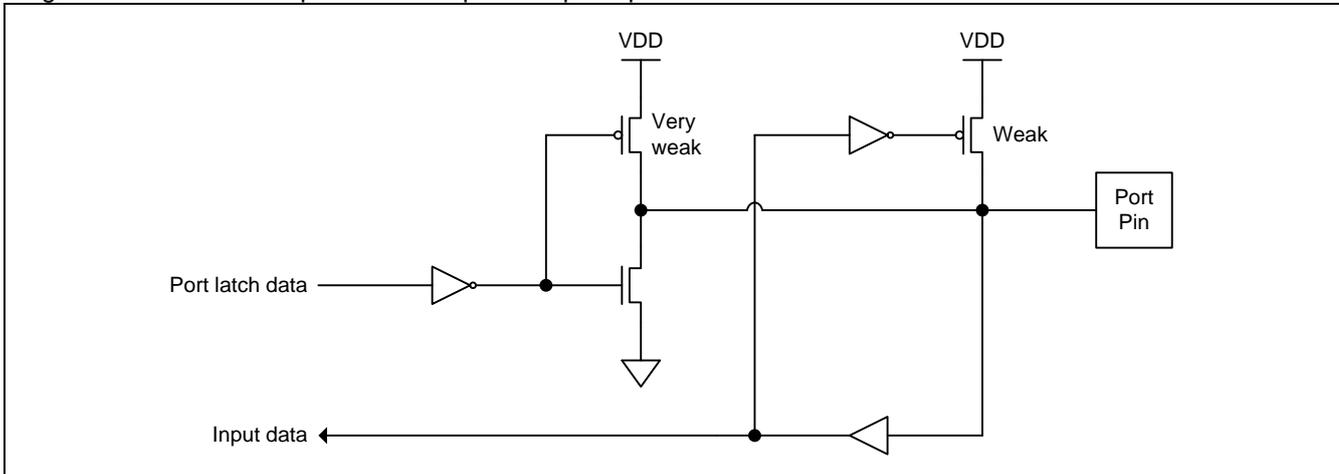 VDD
VDD
Very
weak
Weak
Port
Pin
Port latch data
Input data